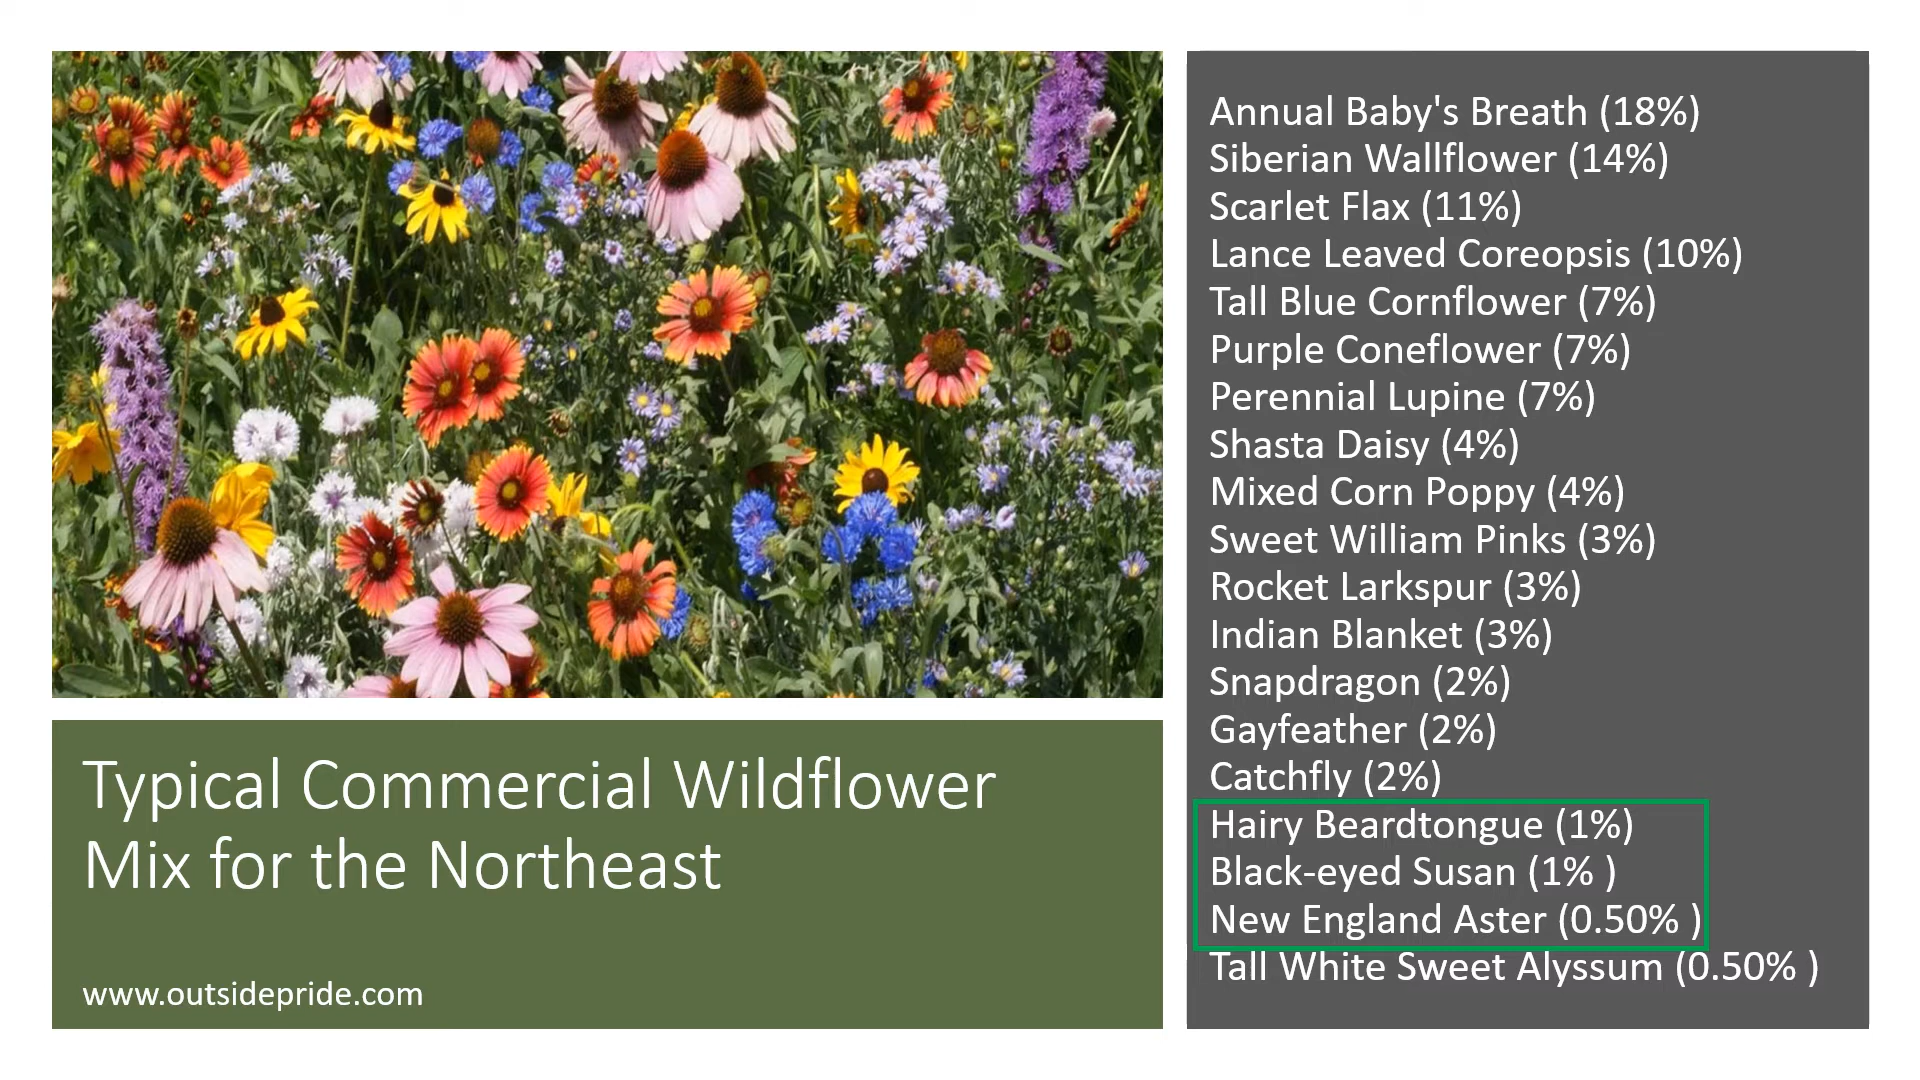 Annual Baby's Breath (18%)
Siberian Wallflower (14%)
Scarlet Flax (11%)
Lance Leaved Coreopsis (10%)
Tall Blue Cornflower (7%)
Purple Coneflower (7%)
Perennial Lupine (7%)
Shasta Daisy (4%)
Mixed Corn Poppy (4%)
Sweet William Pinks (3%)
Rocket Larkspur (3%)
Indian Blanket (3%)
Snapdragon (2%)
Gayfeather (2%)
Catchfly (2%)
Hairy Beardtongue (1%)
Black-eyed Susan (1% )
New England Aster (0.50% )
Tall White Sweet Alyssum (0.50% )
Typical Commercial Wildflower
Mix for the Northeast
www.outsidepride.com